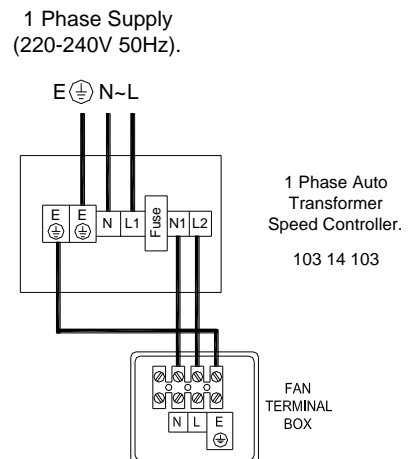 1 Phase Supply
(220-240V 50Hz).
E N~L
E E N L1 Fuse N1 L2
1 Phase Auto
Transformer
Speed Controller.
103 14 103
N L E
FAN
TERMINAL
BOX